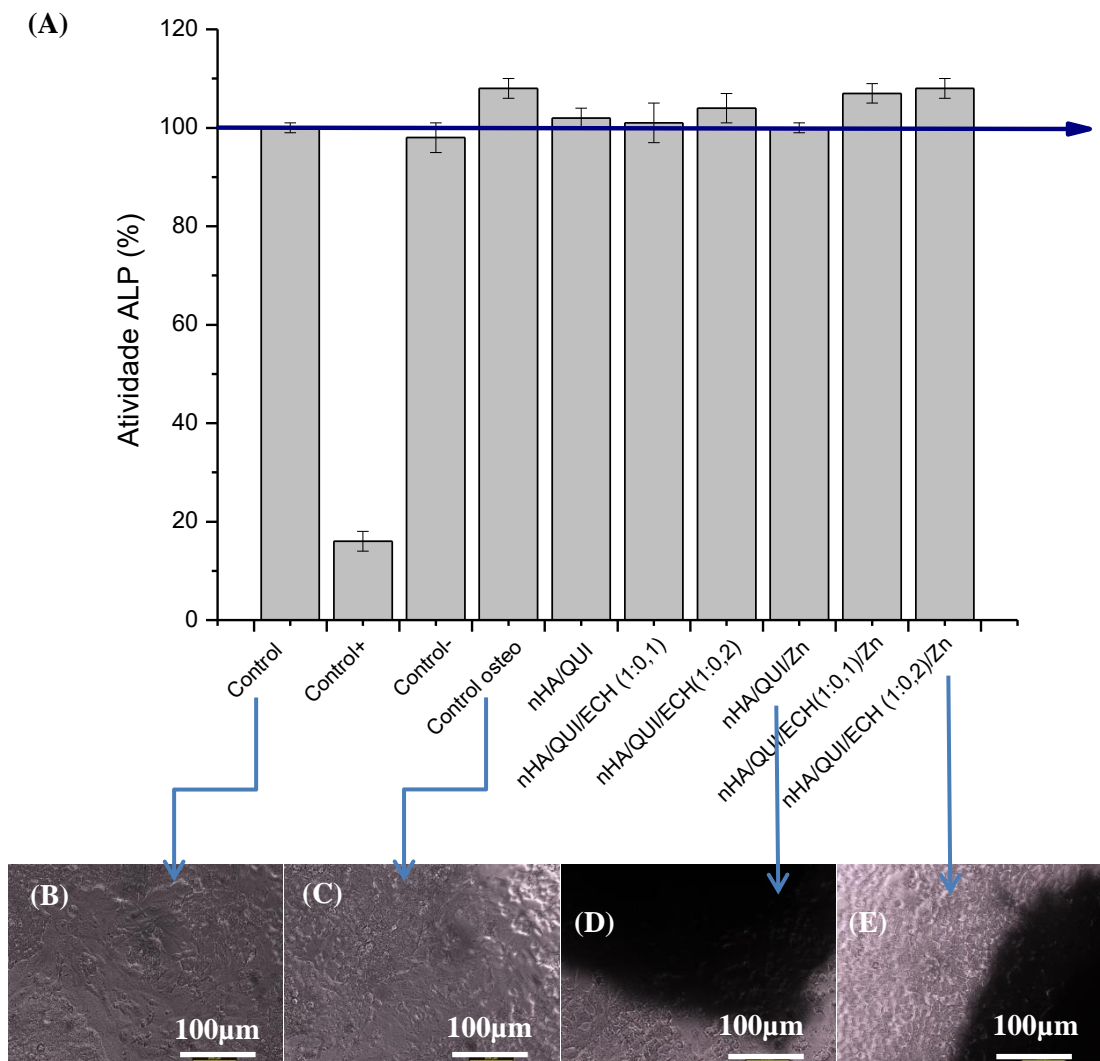 (A)
120
100
80
60
40
20
0
Atividade ALP (%)
Control
Control+
Control-
Control osteo
nHA/QUI
nHA/QUI/ECH (1:0,1)
nHA/QUI/ECH(1:0,2)
nHA/QUI/Zn
nHA/QUI/ECH(1:0,1)/Zn
nHA/QUI/ECH (1:0,2)/Zn
(B)
(C)
(D)
(E)
100µm
100µm
100µm
100µm